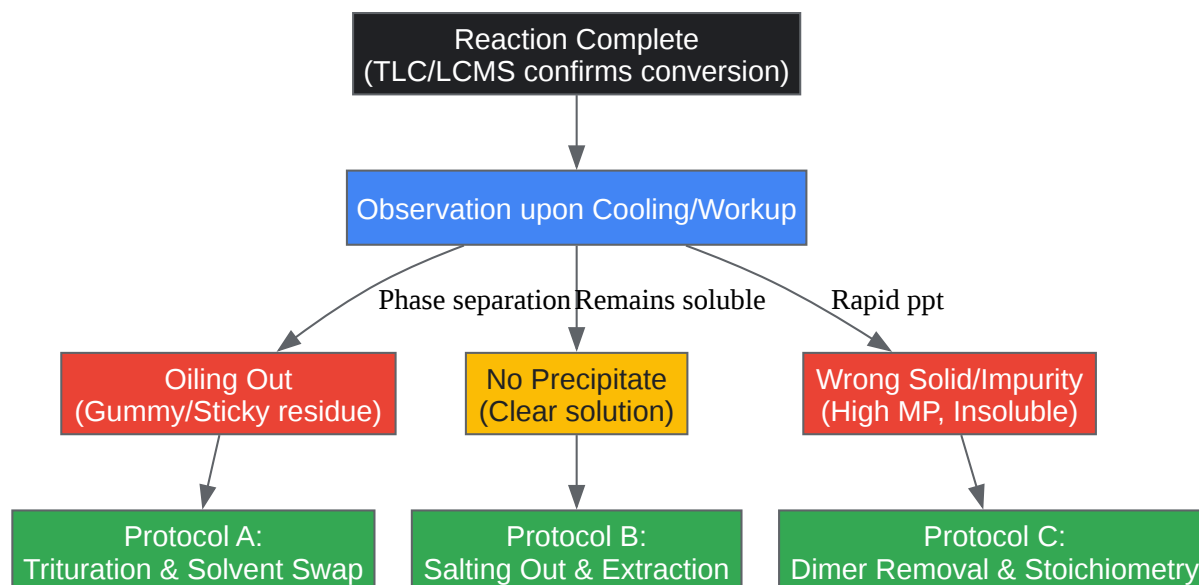 Reaction Complete
(TLC/LCMS confirms conversion)
Observation upon Cooling/Workup
Phase separation
Remains soluble
Rapid ppt
Oiling Out
(Gummy/Sticky residue)
No Precipitate
(Clear solution)
Wrong Solid/Impurity
(High MP, Insoluble)
Protocol A:
Trituration & Solvent Swap
Protocol B:
Salting Out & Extraction
Protocol C:
Dimer Removal & Stoichiometry